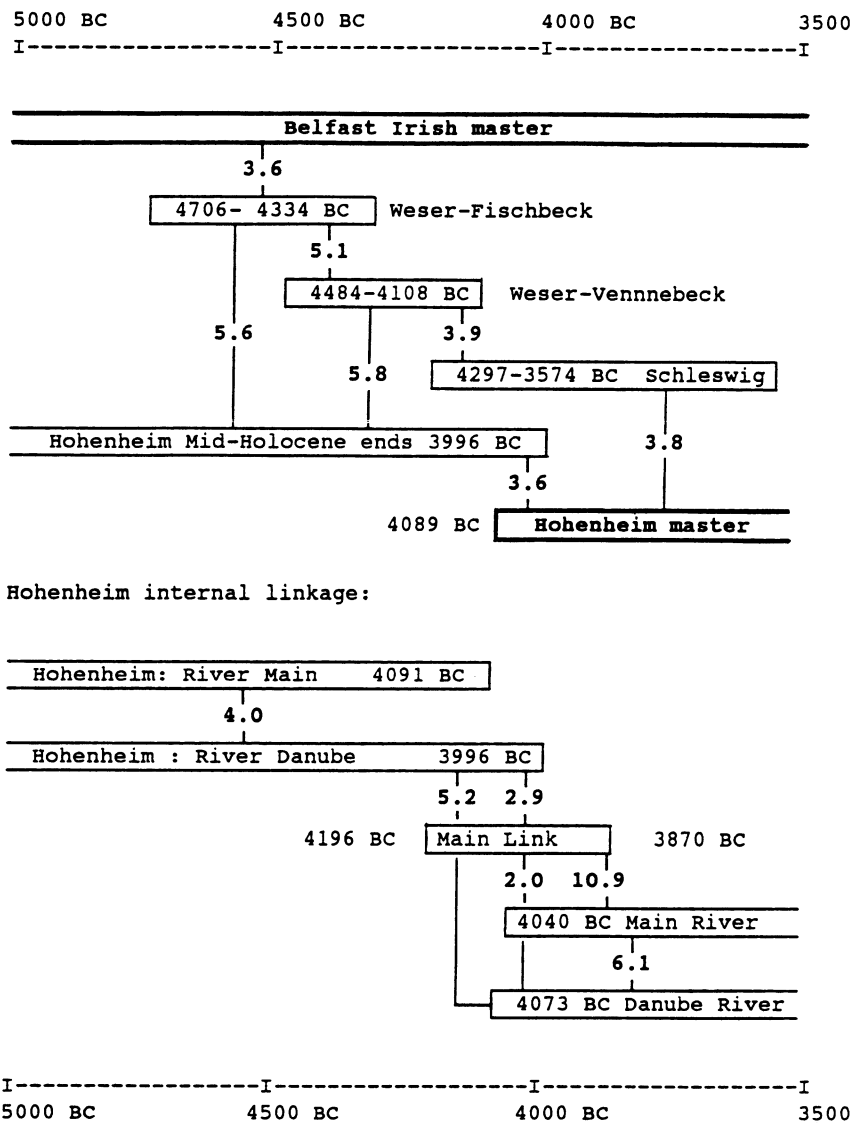 5000 BC 4500 BC 4000 BC 3500
I------------------I------------------I------------------I
Belfast Irish master
3.6
4706- 4334 BC Weser-Fischbeck
5.1
4484-4108 BC Weser-Vennnebeck
5.6 3.9
5.8 4297-3574 BC Schleswig
Hohenheim Mid-Holocene ends 3996 BC 3.8
3.6
4089 BC Hohenheim master
Hohenheim internal linkage:
Hohenheim: River Main 4091 BC
4.0
Hohenheim : River Danube 3996 BC
5.2 2.9
4196 BC Main Link 3870 BC
2.0 10.9
4040 BC Main River
6.1
4073 BC Danube River
I------------------I------------------I------------------I
5000 BC 4500 BC 4000 BC 3500